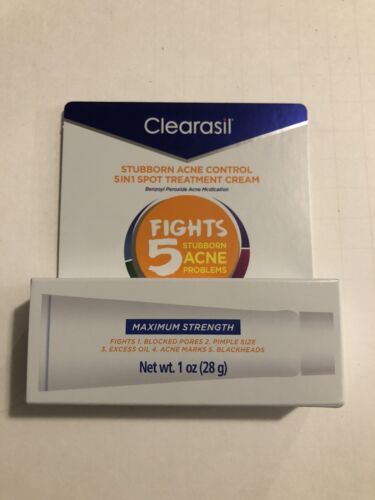 Clearasil®
STUBBORN ACNE CONTROL
5IN1 SPOT TREATMENT CREAM
Benzoyl Peroxide Acne Medication
FIGHTS
5 STUBBORN
ACNE
PROBLEMS
MAXIMUM STRENGTH
FIGHTS 1. BLOCKED PORES 2. PIMPLE SIZE
3. EXCESS OIL 4. ACNE MARKS 5. BLACKHEADS
Net wt. 1 oz (28 g)